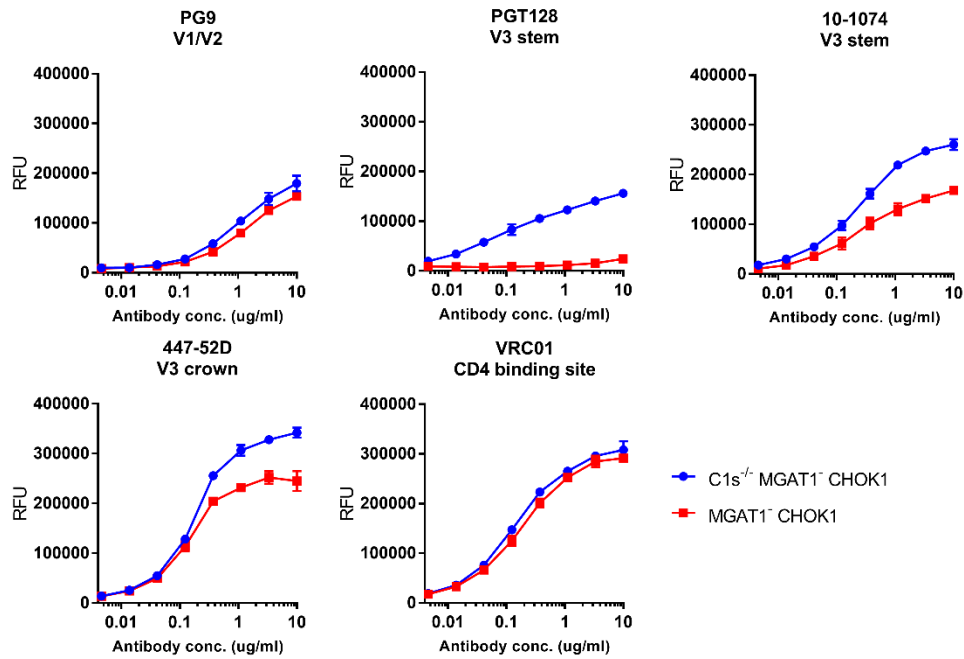 PG9
V1/V2
400000
300000
200000
100000
0
RFU
0.01 0.1 1 10
Antibody conc. (ug/ml)
PGT128
V3 stem
400000
300000
200000
100000
0
RFU
0.01 0.1 1 10
Antibody conc. (ug/ml)
10-1074
V3 stem
400000
300000
200000
100000
0
RFU
0.01 0.1 1 10
Antibody conc. (ug/ml)
447-52D
V3 crown
400000
300000
200000
100000
0
RFU
0.01 0.1 1 10
Antibody conc. (ug/ml)
VRC01
CD4 binding site
400000
300000
200000
100000
0
RFU
0.01 0.1 1 10
Antibody conc. (ug/ml)
C1s⁻/⁻ MGAT1⁻ CHOK1
MGAT1⁻ CHOK1